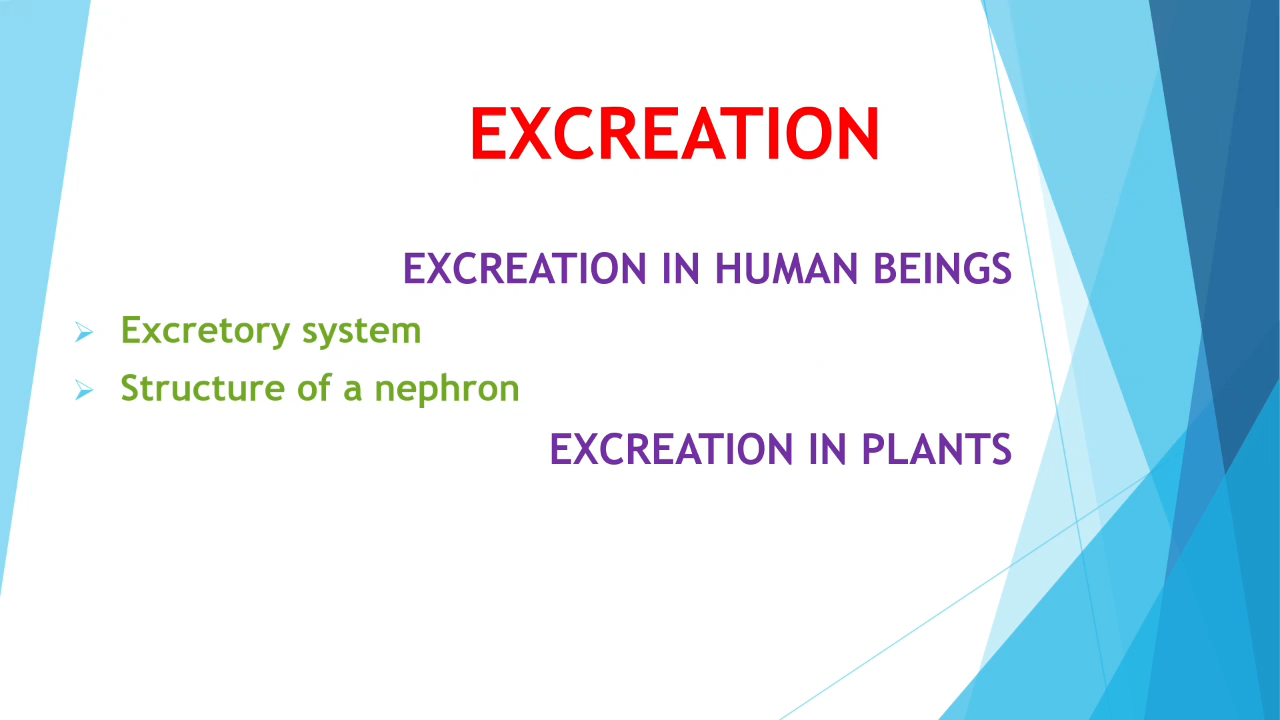 EXCREATION
EXCREATION IN HUMAN BEINGS
Excretory system
Structure of a nephron
EXCREATION IN PLANTS